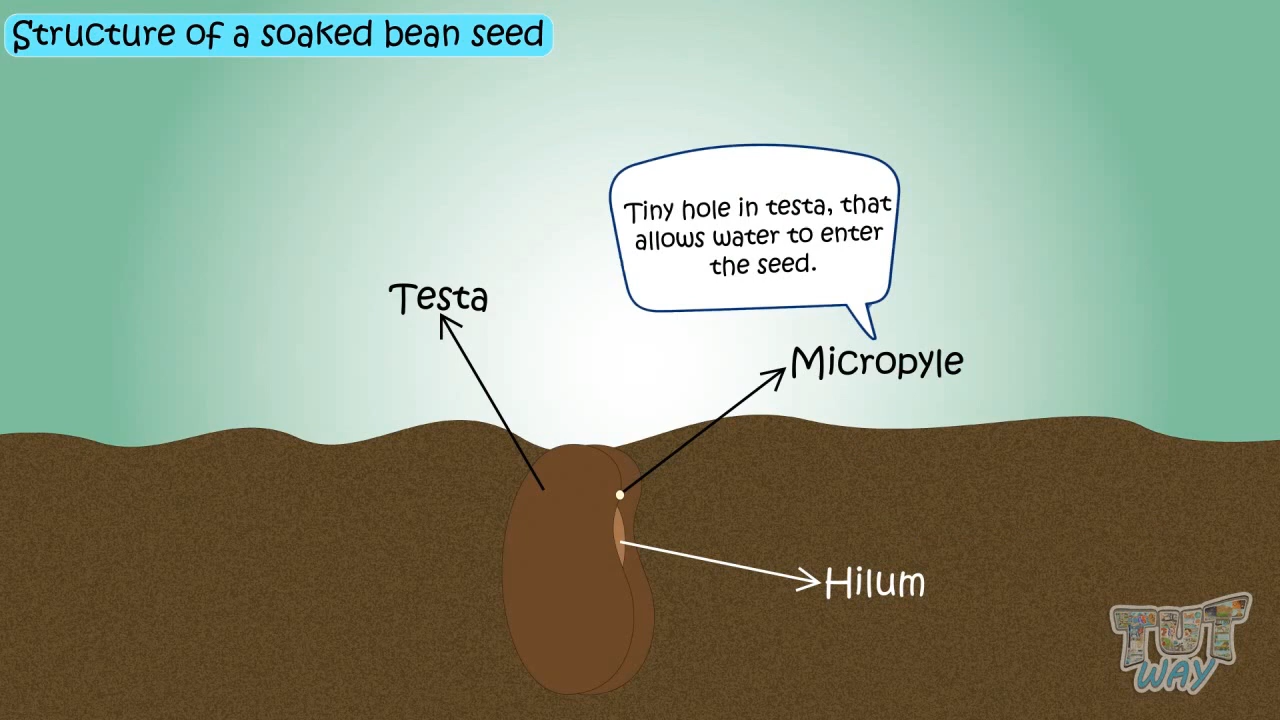 Structure of a soaked bean seed
Tiny hole in testa, that
allows water to enter
the seed.
Testa
Micropyle
Hilum
TUT
WAY